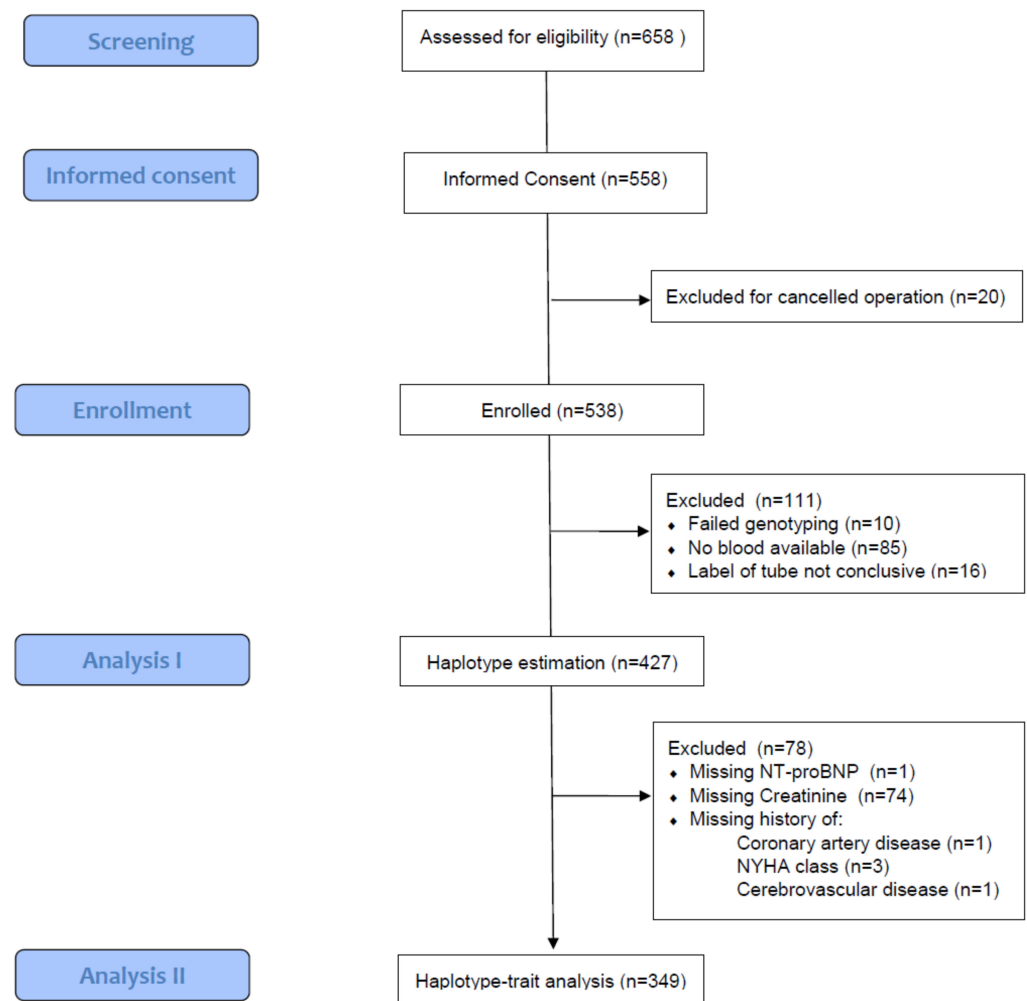 Screening
Assessed for eligibility (n=658 )
Informed consent
Informed Consent (n=558)
Excluded for cancelled operation (n=20)
Enrollment
Enrolled (n=538)
Excluded  (n=111)
⬥ Failed genotyping (n=10)
⬥ No blood available (n=85)
⬥ Label of tube not conclusive (n=16)
Analysis I
Haplotype estimation (n=427)
Excluded  (n=78)
⬥ Missing NT-proBNP  (n=1)
⬥ Missing Creatinine  (n=74)
⬥ Missing history of:
Coronary artery disease (n=1)
NYHA class (n=3)
Cerebrovascular disease (n=1)
Analysis II
Haplotype-trait analysis (n=349)